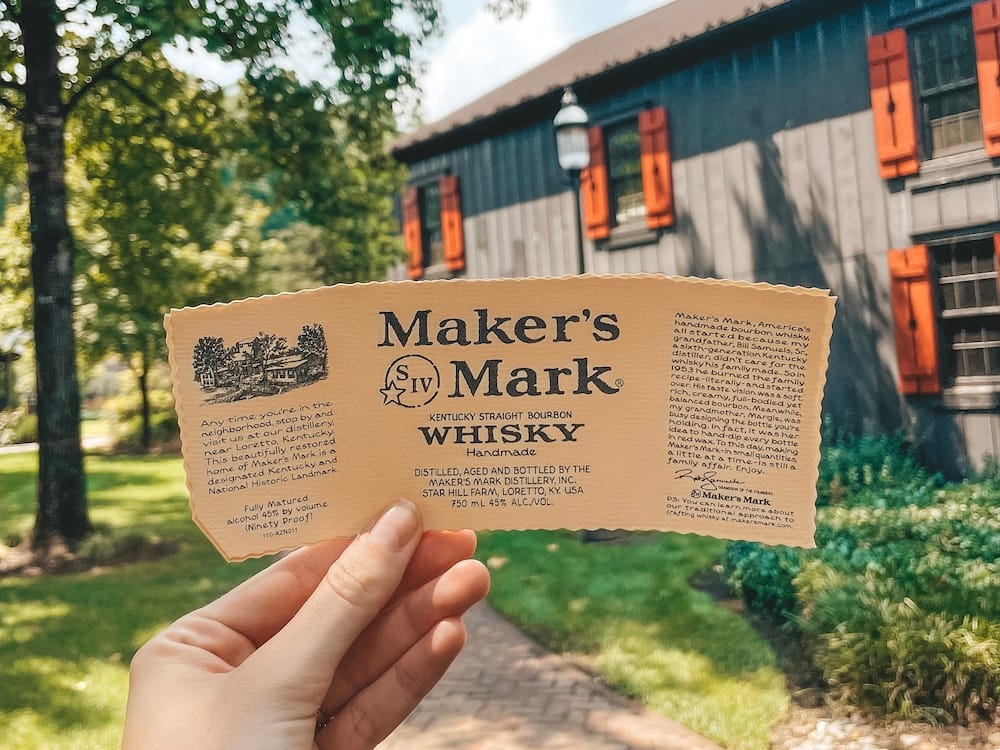 Any time you're in the
neighborhood, stop by and
visit us at our distillery,
near Loretto, Kentucky.
This beautifully restored
home of Maker's Mark is a
designated Kentucky and
National Historic Landmark.
Fully Matured
alcohol 45% by volume
(Ninety Proof)
Maker's
SIV Mark®
KENTUCKY STRAIGHT BOURBON
WHISKY
Handmade
DISTILLED, AGED AND BOTTLED BY THE
MAKER'S MARK DISTILLERY, INC.
STAR HILL FARM, LORETTO, KY. USA
750 ml 45% ALC./VOL.
Maker's Mark, America's
handmade bourbon whisky,
all started because my
grandfather, Bill Samuels, Sr.
a sixth-generation Kentucky
distiller, didn't care for the
whisky his family made. So in
1953 he burned the family
recipe-literally-and started
over. His taste vision was a soft,
rich, creamy, full-bodied yet
balanced bourbon. Meanwhile,
my grandmother, Margie, was
busy designing the bottle you're
holding. In fact, it was her
idea to hand-dip every bottle
in red wax. To this day, making
Maker's Mark-in small quantities,
a little at a time-is still a
family affair. Enjoy.
Rob Samuels
GRANDSON OF THE FOUNDERS
Maker's Mark
PS: You can learn more about
our traditional approach to
crafting whisky at makersmark.com.